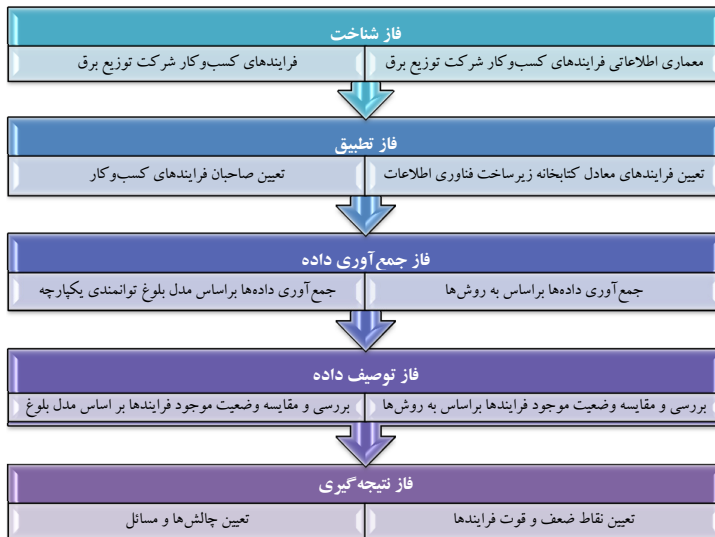 فاز شناخت
معماری اطلاعاتی فرایندهای کسب‌وکار شرکت توزیع برق
فرایندهای کسب‌وکار شرکت توزیع برق
فاز تطبیق
تعیین فرایندهای معادل کتابخانه زیرساخت فناوری اطلاعات
تعیین صاحبان فرایندهای کسب‌وکار
فاز جمع‌آوری داده
جمع‌آوری داده‌ها براساس به روش‌ها
جمع‌آوری داده‌ها براساس مدل بلوغ توانمندی یکپارچه
فاز توصیف داده
بررسی و مقایسه وضعیت موجود فرایندها براساس به روش‌ها
بررسی و مقایسه وضعیت موجود فرایندها بر اساس مدل بلوغ
فاز نتیجه‌گیری
تعیین نقاط ضعف و قوت فرایندها
تعیین چالش‌ها و مسائل